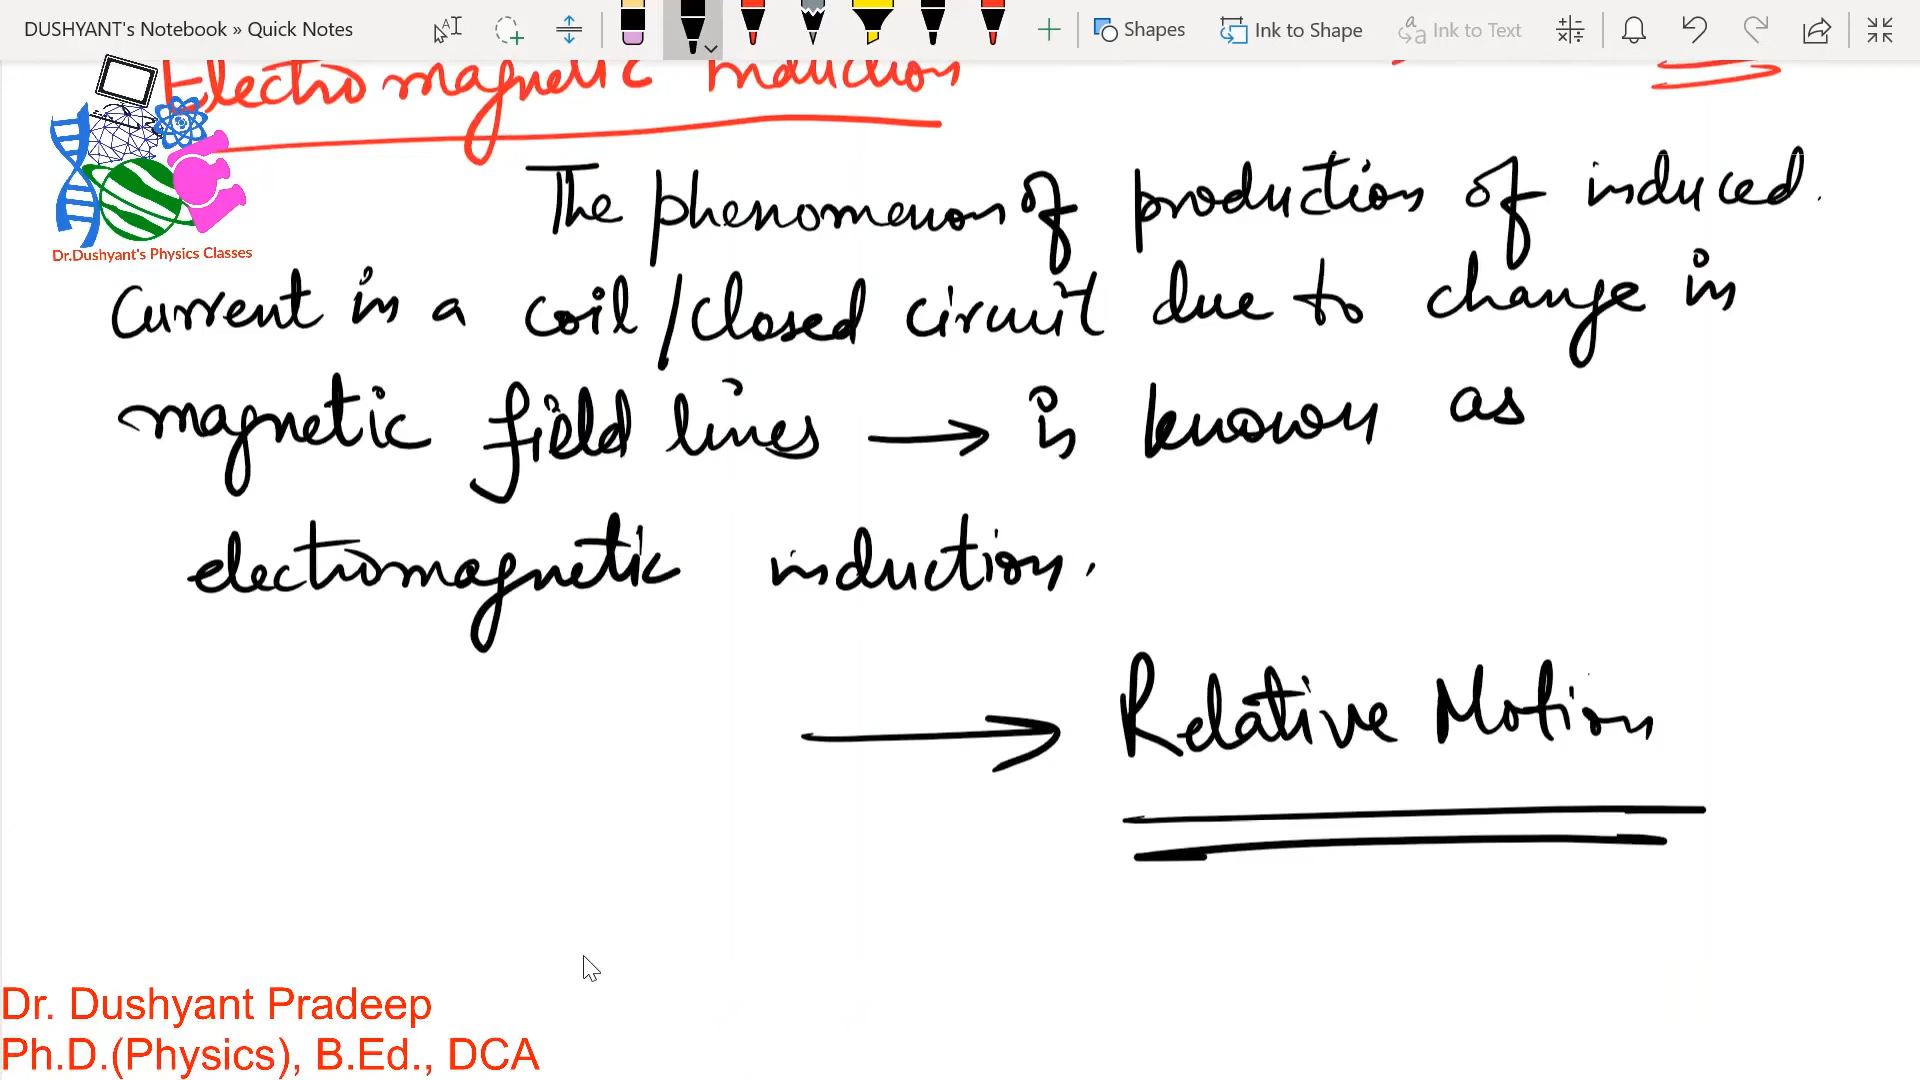 DUSHYANT's Notebook » Quick Notes
Shapes
Ink to Shape
Ink to Text
Electromagnetic Induction
Dr.Dushyant's Physics Classes
The phenomenon of production of induced.
current in a coil/closed circuit due to change in
magnetic field lines → is known as
electromagnetic induction.
→ Relative Motion
Dr. Dushyant Pradeep
Ph.D.(Physics), B.Ed., DCA